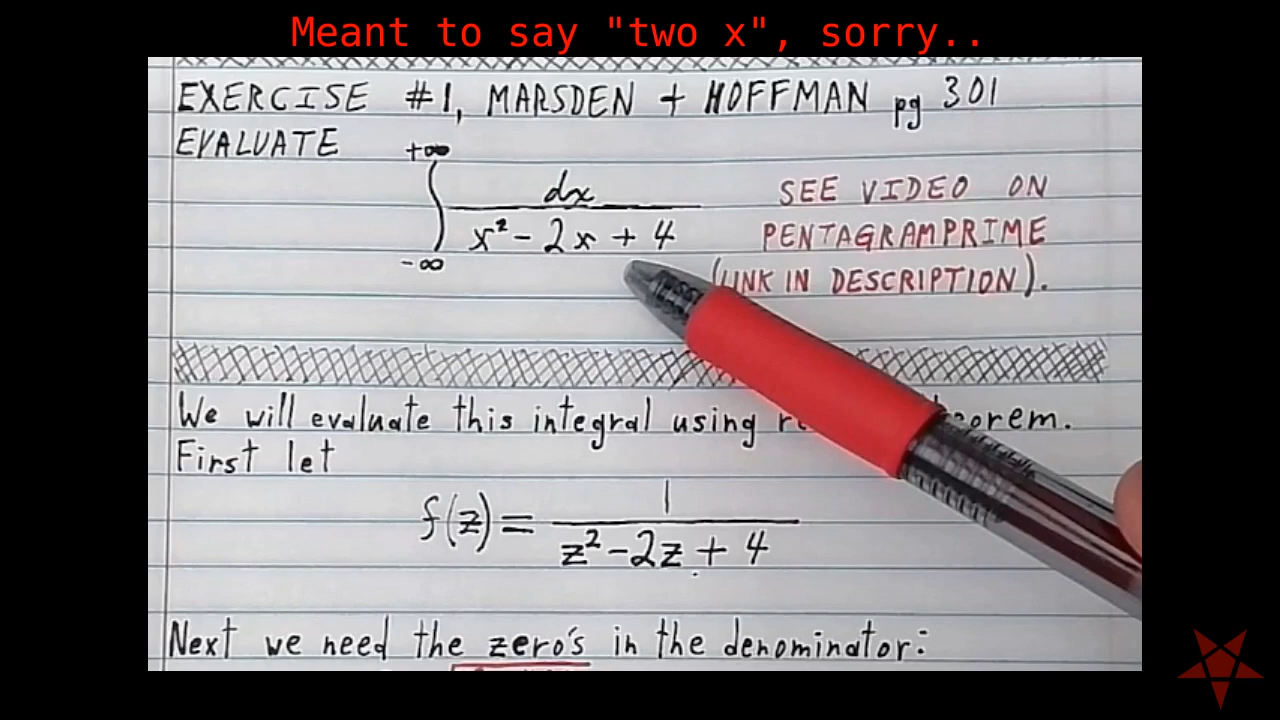 Meant to say "two x", sorry..
EXERCISE #1, MARSDEN + HOFFMAN pg 301
EVALUATE
+∞
dx
x² - 2x + 4
-∞
SEE VIDEO ON
PENTAGRAMPRIME
(LINK IN DESCRIPTION).
We will evaluate this integral using
First let
f(z) = 1
z² - 2z + 4
Next we need the zero's in the denominator: